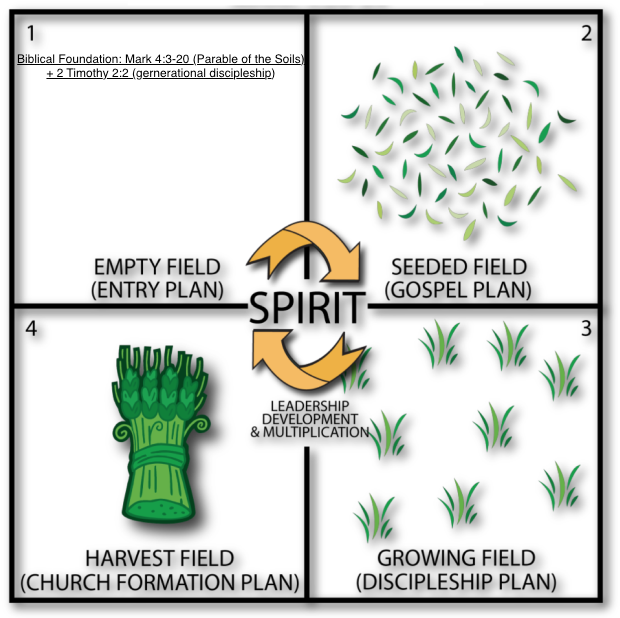 1
Biblical Foundation: Mark 4:3-20 (Parable of the Soils)
+ 2 Timothy 2:2 (gernerational discipleship)
EMPTY FIELD
(ENTRY PLAN)
2
SEEDED FIELD
(GOSPEL PLAN)
SPIRIT
LEADERSHIP
DEVELOPMENT
& MULTIPLICATION
4
HARVEST FIELD
(CHURCH FORMATION PLAN)
3
GROWING FIELD
(DISCIPLESHIP PLAN)